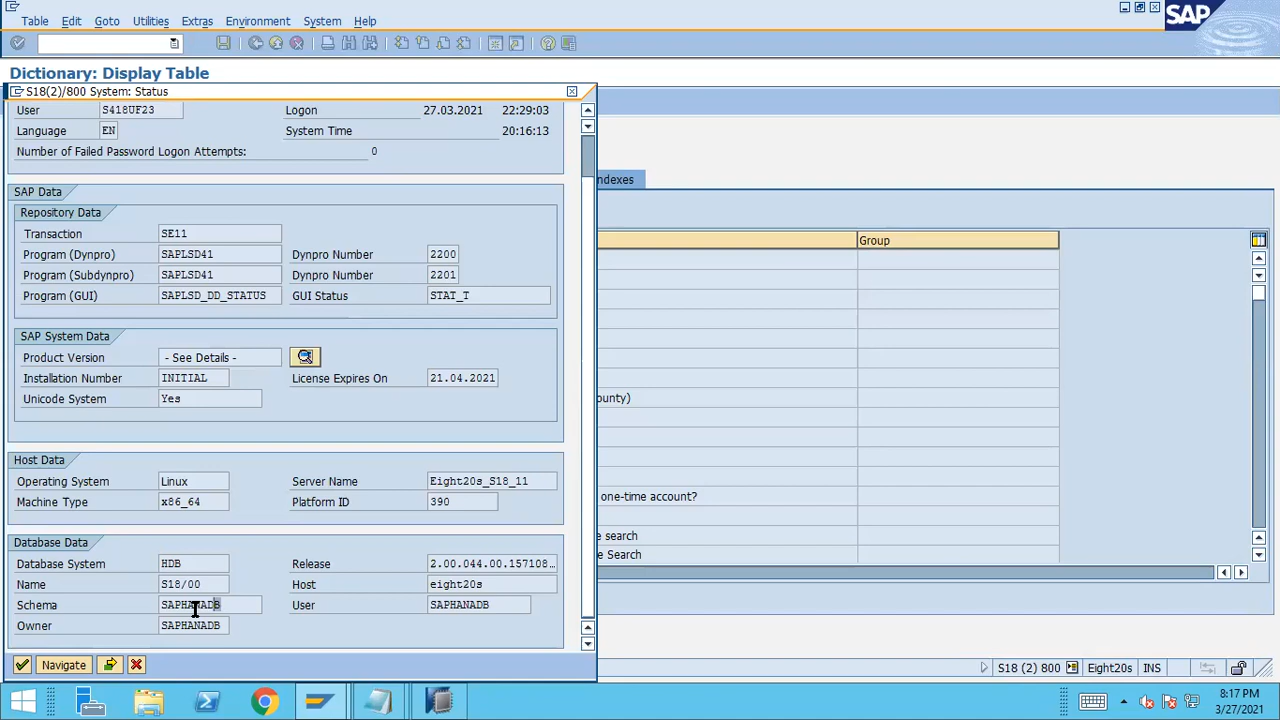 Table Edit Goto Utilities Extras Environment System Help
SAP
Dictionary: Display Table
S18(2)/800 System: Status
User S418UF23 Logon 27.03.2021 22:29:03
Language EN System Time 20:16:13
Number of Failed Password Logon Attempts: 0
ndexes
SAP Data
Repository Data
Transaction SE11
Group
Program (Dynpro) SAPLSD41 Dynpro Number 2200
Program (Subdynpro) SAPLSD41 Dynpro Number 2201
Program (GUI) SAPLSD_DD_STATUS GUI Status STAT_T
SAP System Data
Product Version - See Details -
Installation Number INITIAL License Expires On 21.04.2021
Unicode System Yes
ounty)
Host Data
Operating System Linux Server Name Eight20s_S18_11
Machine Type x86_64 Platform ID 390
one-time account?
e search
e Search
Database Data
Database System HDB Release 2.00.044.00.157108...
Name S18/00 Host eight20s
Schema SAPHANADB User SAPHANADB
Owner SAPHANADB
Navigate
S18 (2) 800 Eight20s INS
8:17 PM
3/27/2021